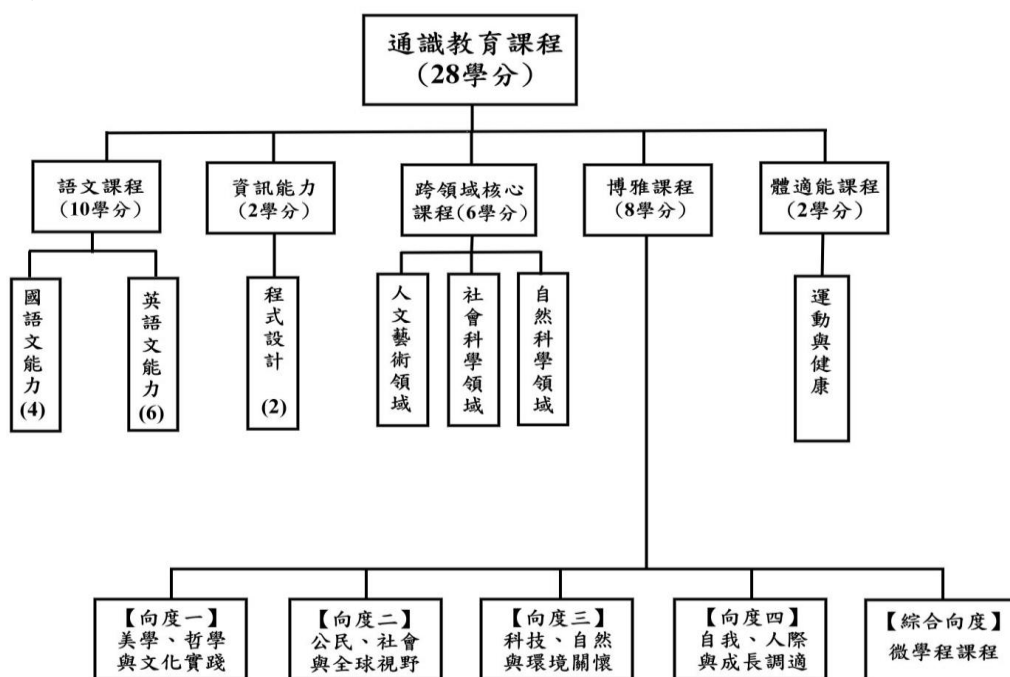 通識教育課程
(28學分)
語文課程
(10學分)
資訊能力
(2學分)
跨領域核心
課程(6學分)
博雅課程
(8學分)
體適能課程
(2學分)
國語文能力(4)
英語文能力(6)
程式設計 (2)
人文藝術領域
社會科學領域
自然科學領域
運動與健康
【向度一】
美學、哲學
與文化實踐
【向度二】
公民、社會
與全球視野
【向度三】
科技、自然
與環境關懷
【向度四】
自我、人際
與成長調適
【綜合向度】
微學程課程